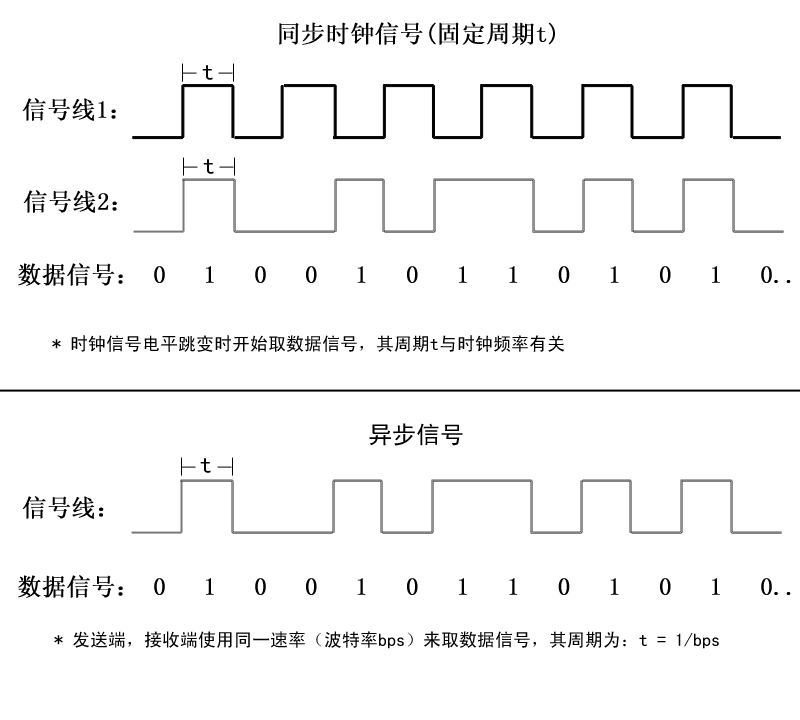 同步时钟信号(固定周期t)
t
信号线1：
t
信号线2：
数据信号： 0 1 0 0 1 0 1 1 0 1 0 1 0..
* 时钟信号电平跳变时开始取数据信号，其周期t与时钟频率有关
异步信号
t
信号线：
数据信号： 0 1 0 0 1 0 1 1 0 1 0 1 0..
* 发送端，接收端使用同一速率（波特率bps）来取数据信号，其周期为：t = 1/bps